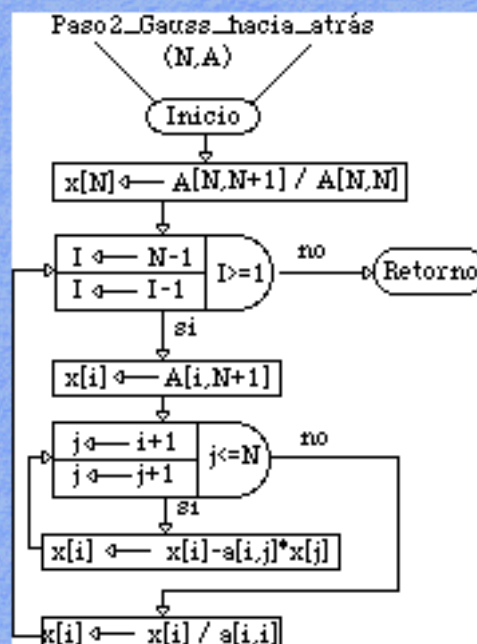 Paso2_Gauss_hacia_atrás
(N,A)
Inicio
x[N] ← A[N,N+1] / A[N,N]
I ← N-1
I ← I-1
I>=1
no
Retorno
si
x[i] ← A[i,N+1]
j ← i+1
j ← j+1
j<=N
no
si
x[i] ← x[i]-a[i,j]*x[j]
x[i] ← x[i] / a[i,i]